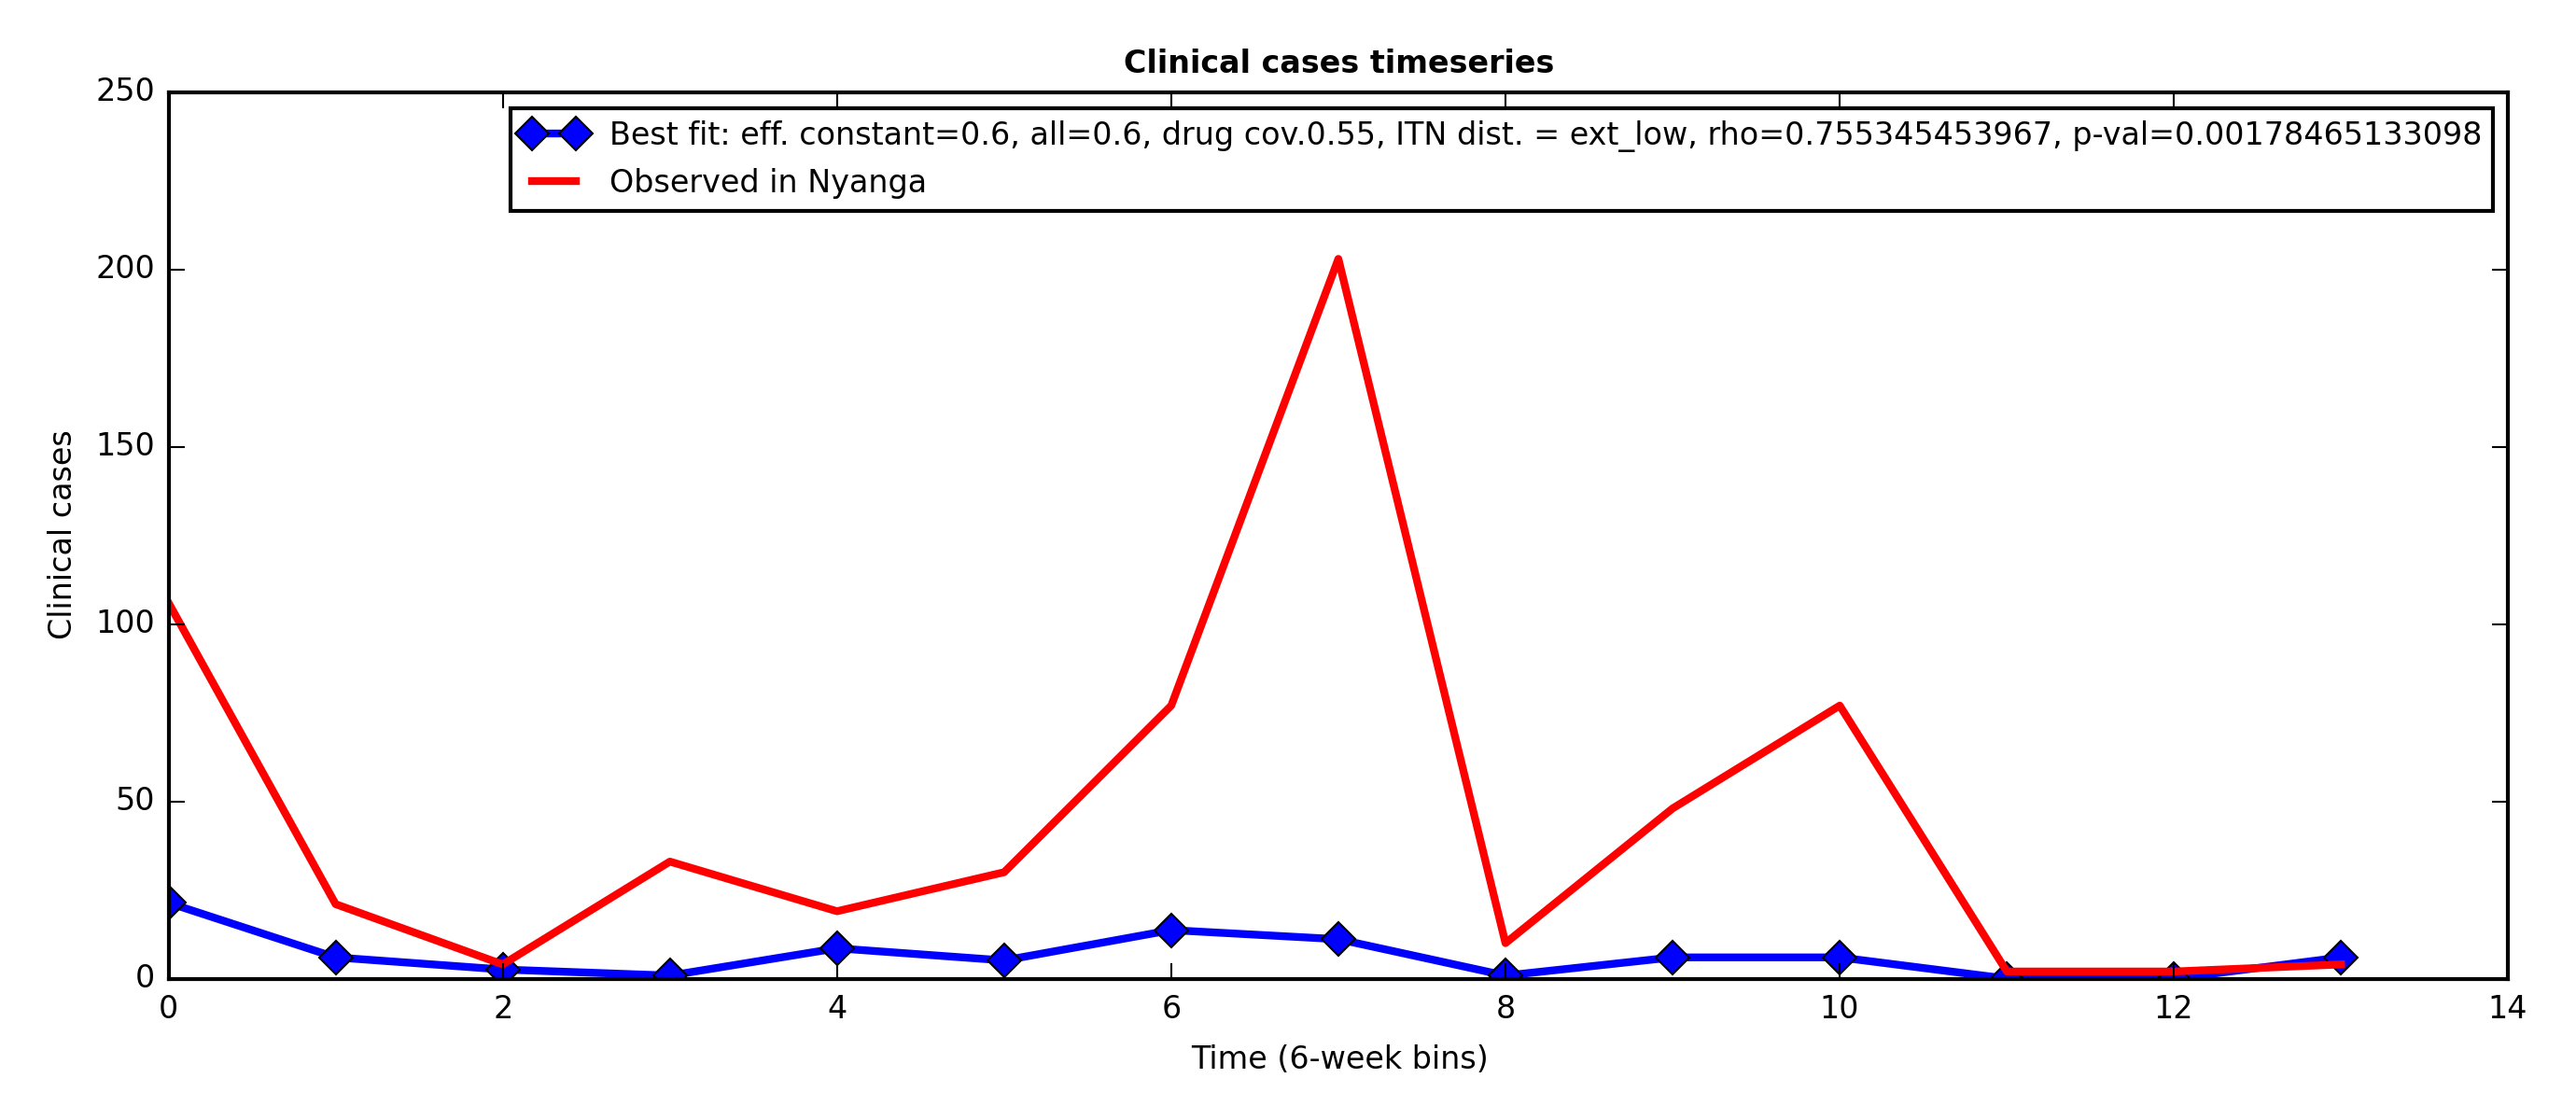 Clinical cases timeseries
Best fit: eff. constant=0.6, all=0.6, drug cov.0.55, ITN dist. = ext_low, rho=0.755345453967, p-val=0.00178465133098
Observed in Nyanga
250
200
150
100
50
0
Clinical cases
0 2 4 6 8 10 12 14
Time (6-week bins)